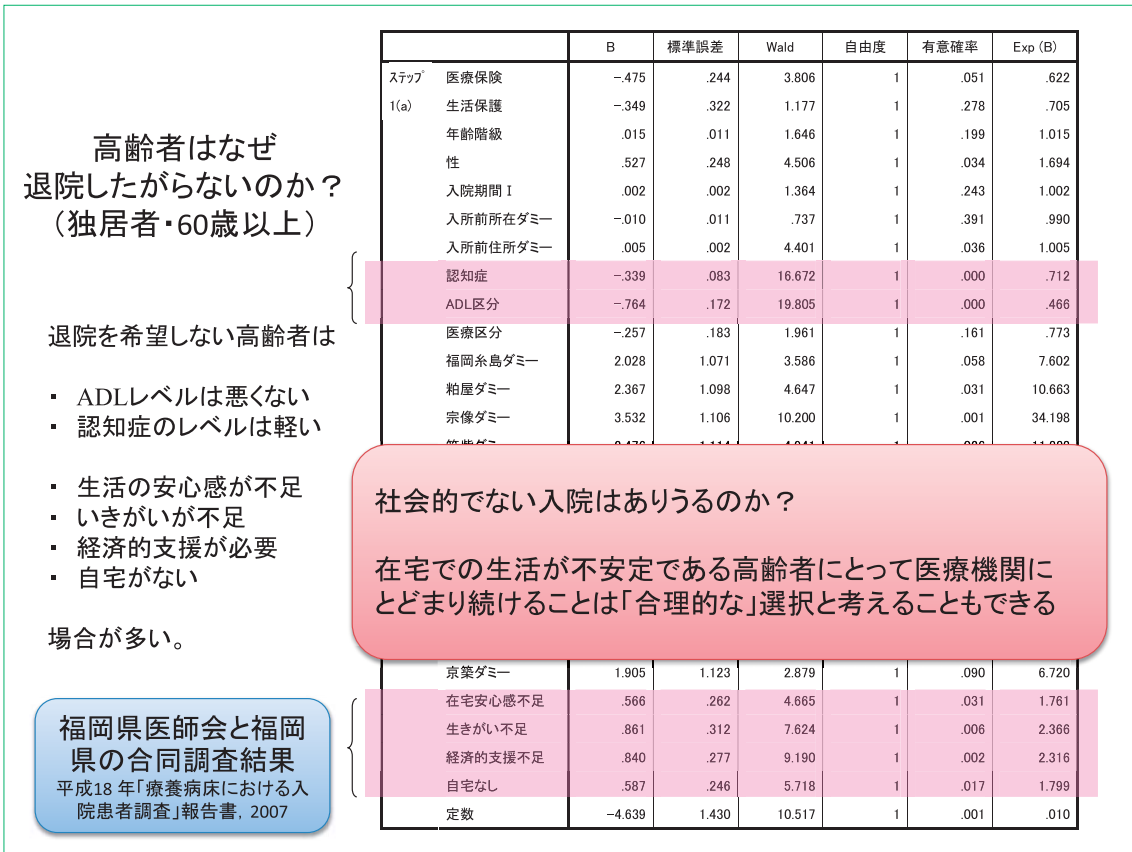 高齢者はなぜ
退院したがらないのか？
（独居者・60歳以上）
退院を希望しない高齢者は
・ ADLレベルは悪くない
・ 認知症のレベルは軽い
・ 生活の安心感が不足
・ いきがいが不足
・ 経済的支援が必要
・ 自宅がない
場合が多い。
福岡県医師会と福岡
県の合同調査結果
平成18 年「療養病床における入
院患者調査」報告書, 2007
B 標準誤差 Wald 自由度 有意確率 Exp (B)
ステップ 医療保険 −.475 .244 3.806 1 .051 .622
1(a) 生活保護 −.349 .322 1.177 1 .278 .705
年齢階級 .015 .011 1.646 1 .199 1.015
性 .527 .248 4.506 1 .034 1.694
入院期間Ⅰ .002 .002 1.364 1 .243 1.002
入所前所在ダミー −.010 .011 .737 1 .391 .990
入所前住所ダミー .005 .002 4.401 1 .036 1.005
認知症 −.339 .083 16.672 1 .000 .712
ADL区分 −.764 .172 19.805 1 .000 .466
医療区分 −.257 .183 1.961 1 .161 .773
福岡糸島ダミー 2.028 1.071 3.586 1 .058 7.602
粕屋ダミー 2.367 1.098 4.647 1 .031 10.663
宗像ダミー 3.532 1.106 10.200 1 .001 34.198
社会的でない入院はありうるのか？
在宅での生活が不安定である高齢者にとって医療機関に
とどまり続けることは「合理的な」選択と考えることもできる
京築ダミー 1.905 1.123 2.879 1 .090 6.720
在宅安心感不足 .566 .262 4.665 1 .031 1.761
生きがい不足 .861 .312 7.624 1 .006 2.366
経済的支援不足 .840 .277 9.190 1 .002 2.316
自宅なし .587 .246 5.718 1 .017 1.799
定数 −4.639 1.430 10.517 1 .001 .010